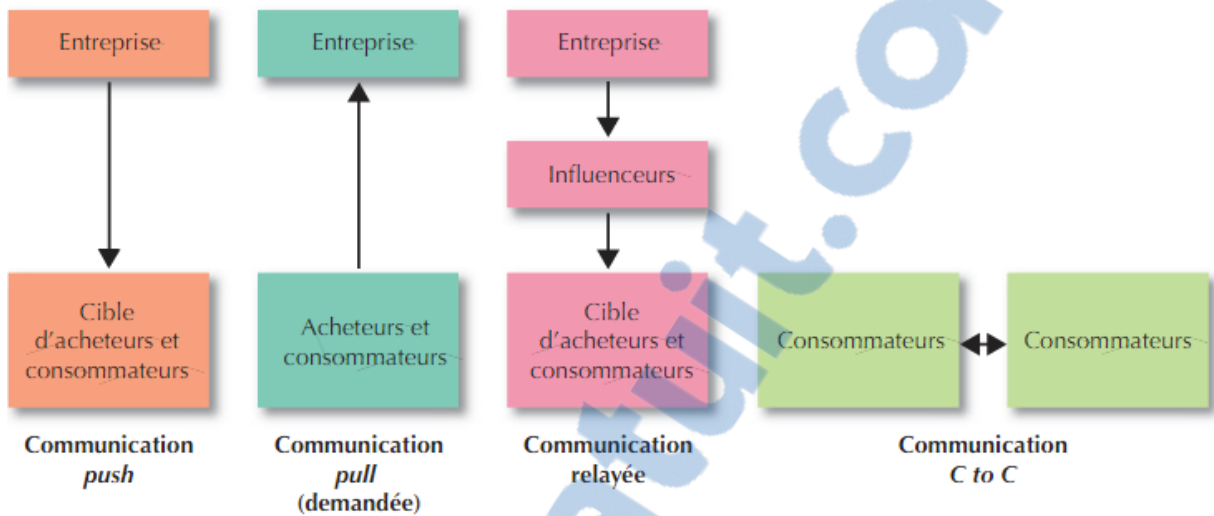 Entreprise
Entreprise
Entreprise
Influenceurs
Cible
d'acheteurs et
consommateurs
Acheteurs et
consommateurs
Cible
d'acheteurs et
consommateurs
Consommateurs
Consommateurs
Communication
push
Communication
pull
(demandée)
Communication
relayée
Communication
C to C